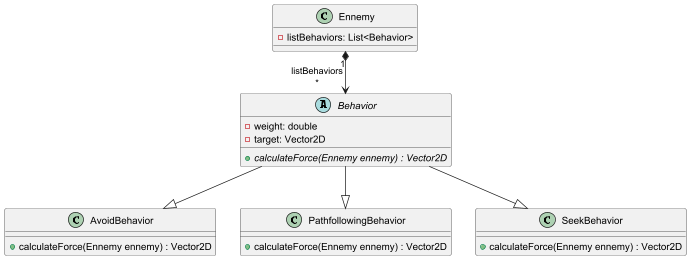 C Ennemy
listBehaviors: List<Behavior>
1
listBehaviors
*
A Behavior
weight: double
target: Vector2D
calculateForce(Ennemy ennemy) : Vector2D
C AvoidBehavior
calculateForce(Ennemy ennemy) : Vector2D
C PathfollowingBehavior
calculateForce(Ennemy ennemy) : Vector2D
C SeekBehavior
calculateForce(Ennemy ennemy) : Vector2D